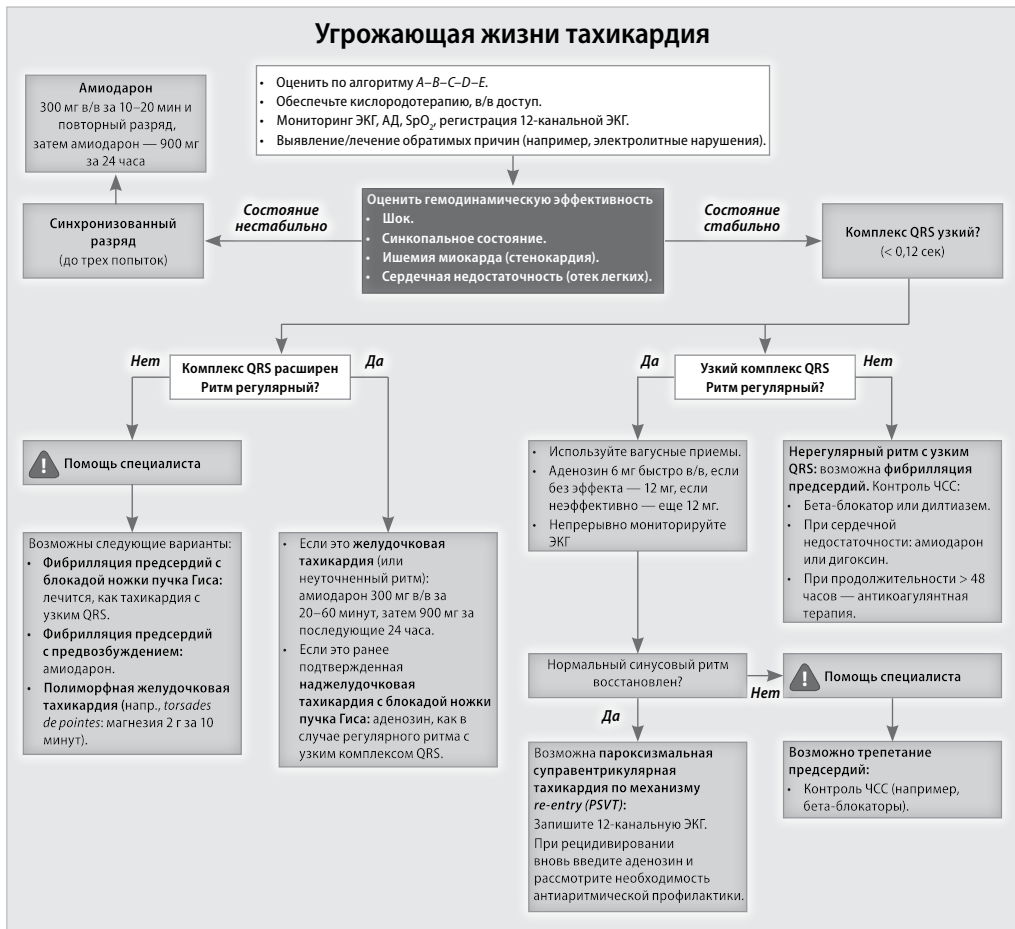 Угрожающая жизни тахикардия
• Оценить по алгоритму A–B–C–D–E.
• Обеспечьте кислородотерапию, в/в доступ.
• Мониторинг ЭКГ, АД, SpO₂, регистрация 12-канальной ЭКГ.
• Выявление/лечение обратимых причин (например, электролитные нарушения).
Амиодарон
300 мг в/в за 10–20 мин и
повторный разряд,
затем амиодарон — 900 мг
за 24 часа
Синхронизованный
разряд
(до трех попыток)
Состояние
нестабильно
Оценить гемодинамическую эффективность
• Шок.
• Синкопальное состояние.
• Ишемия миокарда (стенокардия).
• Сердечная недостаточность (отек легких).
Состояние
стабильно
Комплекс QRS узкий?
(< 0,12 сек)
Нет
Комплекс QRS расширен
Ритм регулярный?
Да
Да
Узкий комплекс QRS
Ритм регулярный?
Нет
Помощь специалиста
Возможны следующие варианты:
• Фибрилляция предсердий с
блокадой ножки пучка Гиса:
лечится, как тахикардия с
узким QRS.
• Фибрилляция предсердий
с предвозбуждением:
амиодарон.
• Полиморфная желудочковая
тахикардия (напр., torsades
de pointes: магнезия 2 г за 10
минут).
• Если это желудочковая
тахикардия (или
неуточненный ритм):
амиодарон 300 мг в/в за
20–60 минут, затем 900 мг за
последующие 24 часа.
• Если это ранее
подтвержденная
наджелудочковая
тахикардия с блокадой ножки
пучка Гиса: аденозин, как в
случае регулярного ритма с
узким комплексом QRS.
• Используйте вагусные приемы.
• Аденозин 6 мг быстро в/в, если
без эффекта — 12 мг, если
неэффективно — еще 12 мг.
• Непрерывно мониторируйте
ЭКГ
Нерегулярный ритм с узким
QRS: возможна фибрилляция
предсердий. Контроль ЧСС:
• Бета-блокатор или дилтиазем.
• При сердечной
недостаточности: амиодарон
или дигоксин.
• При продолжительности > 48
часов — антикоагулянтная
терапия.
Нормальный синусовый ритм
восстановлен?
Нет
Помощь специалиста
Да
Возможна пароксизмальная
суправентрикулярная
тахикардия по механизму
re-entry (PSVT):
Запишите 12-канальную ЭКГ.
При рецидивировании
вновь введите аденозин и
рассмотрите необходимость
антиаритмической профилактики.
Возможно трепетание
предсердий:
• Контроль ЧСС (например,
бета-блокаторы).